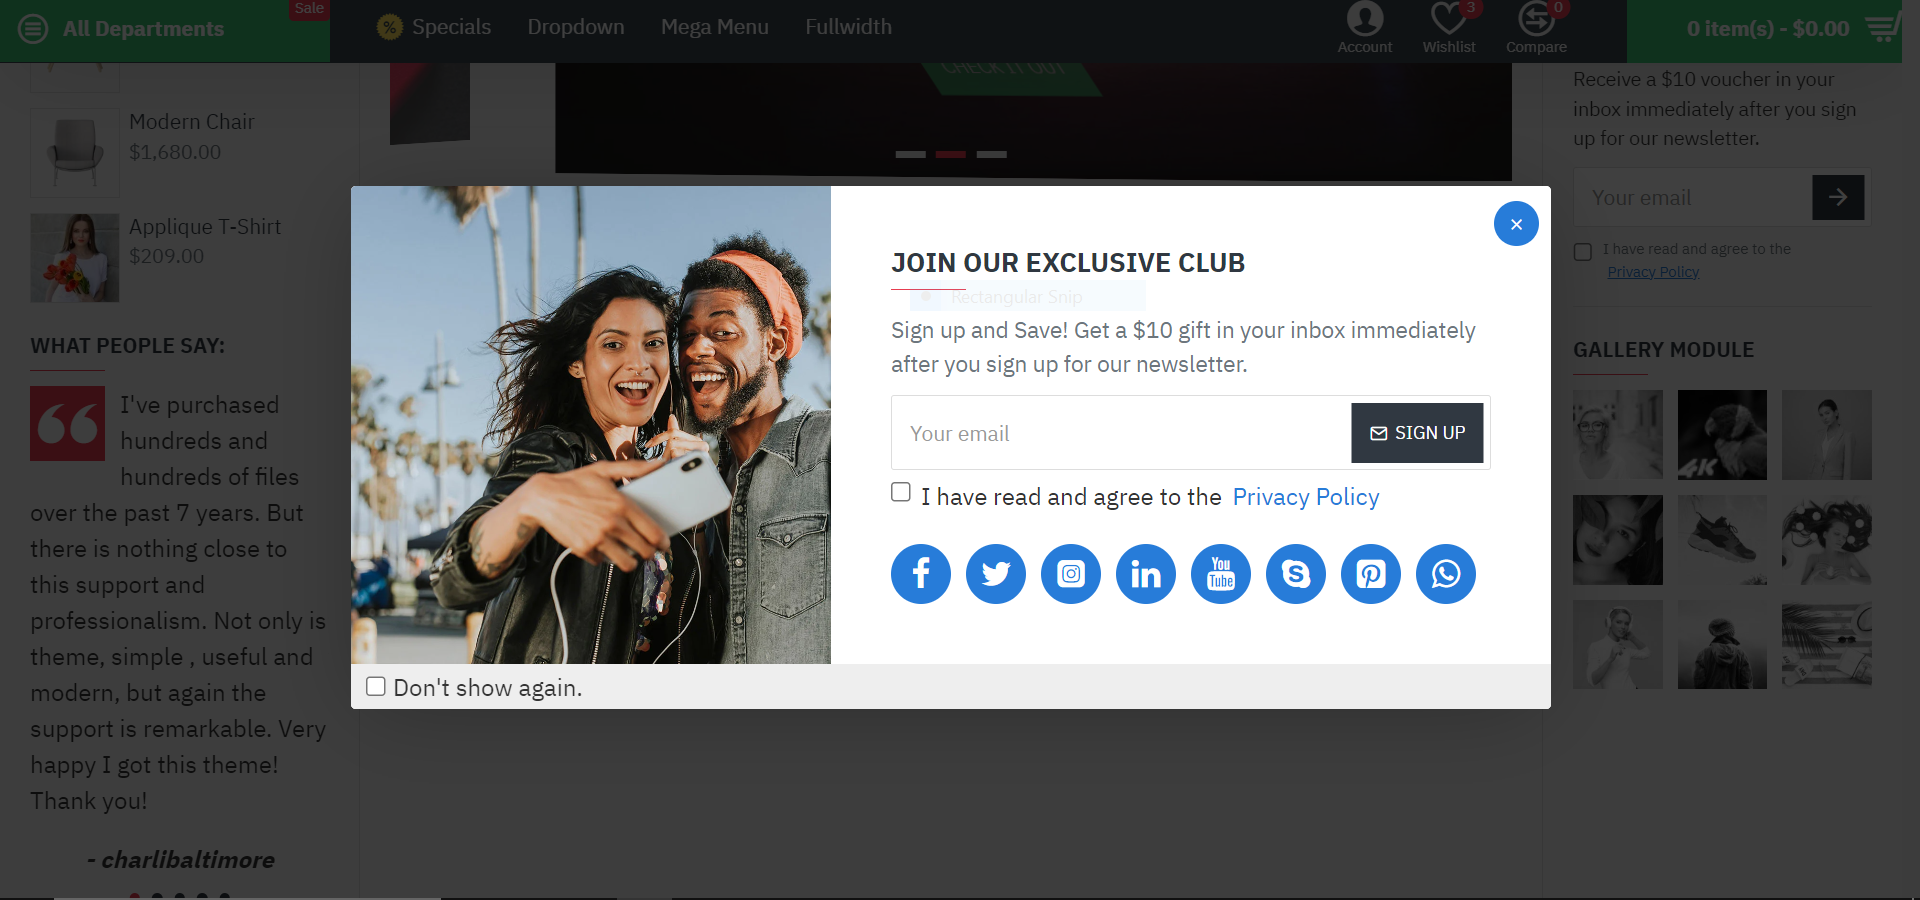 All Departments
Sale
Specials
Dropdown
Mega Menu
Fullwidth
Account
3
Wishlist
0
Compare
0 item(s) - $0.00
Modern Chair
$1,680.00
Applique T-Shirt
$209.00
WHAT PEOPLE SAY:
I've purchased
hundreds and
hundreds of files
over the past 7 years. But
there is nothing close to
this support and
professionalism. Not only is
theme, simple , useful and
modern, but again the
support is remarkable. Very
happy I got this theme!
Thank you!
- charlibaltimore
CHECK IT OUT
JOIN OUR EXCLUSIVE CLUB
Rectangular Snip
Sign up and Save! Get a $10 gift in your inbox immediately
after you sign up for our newsletter.
Your email
SIGN UP
I have read and agree to the Privacy Policy
You
Tube
Don't show again.
Receive a $10 voucher in your
inbox immediately after you sign
up for our newsletter.
Your email
I have read and agree to the
Privacy Policy
GALLERY MODULE
4K